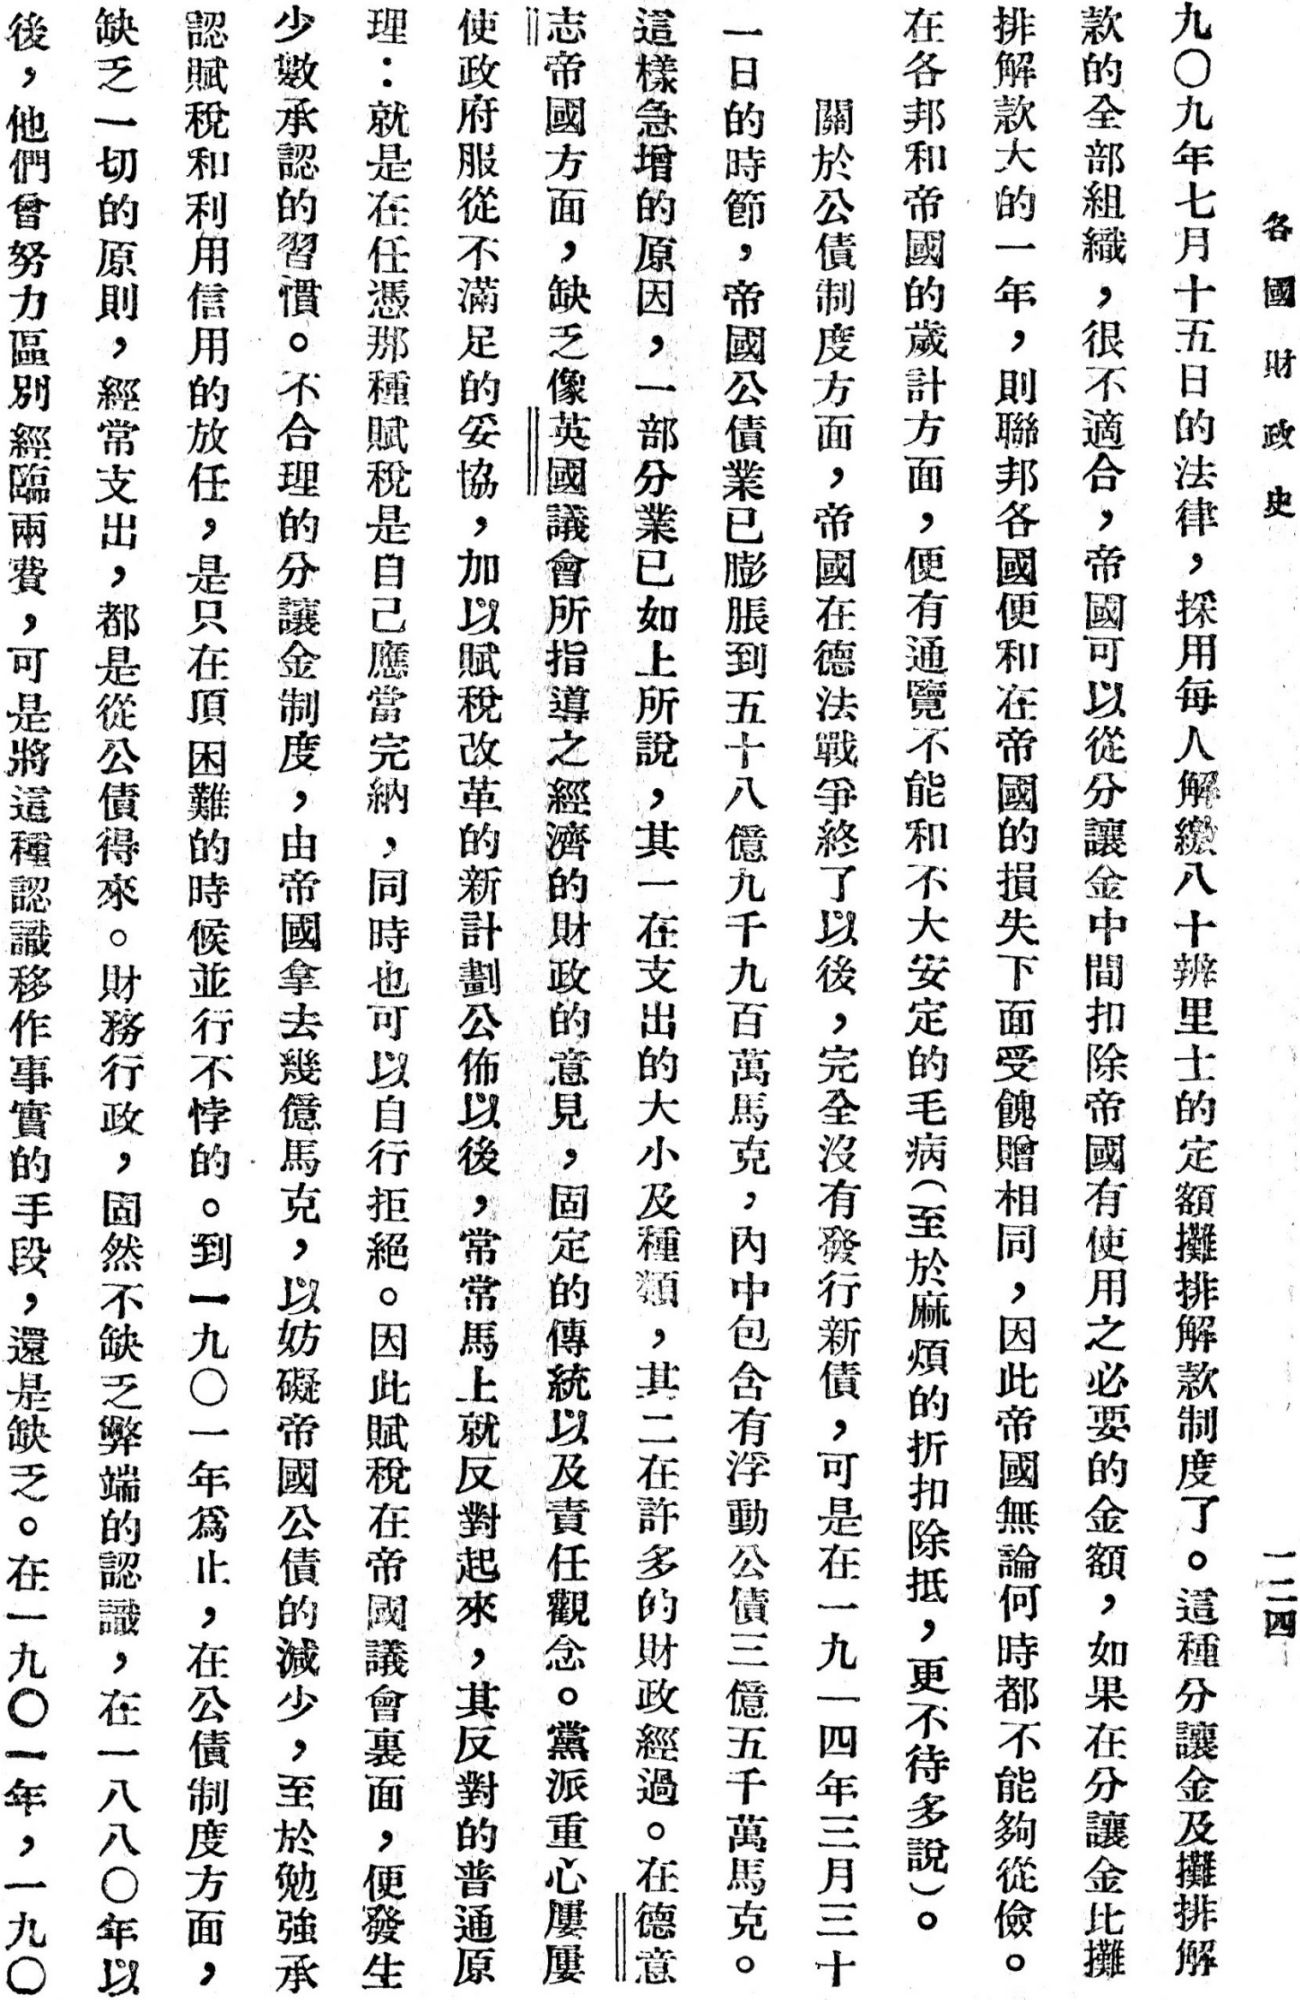 各國財政史
一二四
九〇九年七月十五日的法律，採用每人解繳八十辨里士的定額攤排解款制度了。這種分讓金及攤排解
款的全部組織，很不適合，帝國可以從分讓金中間扣除帝國有使用之必要的金額，如果在分讓金比攤
排解款大的一年，則聯邦各國便和在帝國的損失下面受餽贈相同，因此帝國無論何時都不能夠從儉。
在各邦和帝國的歲計方面，便有通覽不能和不大安定的毛病（至於麻煩的折扣除抵，更不待多說）。
關於公債制度方面，帝國在德法戰爭終了以後，完全沒有發行新債，可是在一九一四年三月三十
一日的時節，帝國公債業已膨脹到五十八億九千九百萬馬克，內中包含有浮動公債三億五千萬馬克。
這樣急增的原因，一部分業已如上所說，其一在支出的大小及種類，其二在許多的財政經過。在德意
志帝國方面，缺乏像英國議會所指導之經濟的財政的意見，固定的傳統以及責任觀念。黨派重心屢屢
使政府服從不滿足的妥協，加以賦稅改革的新計劃公佈以後，常常馬上就反對起來，其反對的普通原
理：就是在任憑那種賦稅是自己應當完納，同時也可以自行拒絕。因此賦稅在帝國議會裏面，便發生
少數承認的習慣。不合理的分讓金制度，由帝國拿去幾億馬克，以妨礙帝國公債的減少，至於勉強承
認賦稅和利用信用的放任，是只在頂困難的時候並行不悖的。到一九〇一年爲止，在公債制度方面，
缺乏一切的原則，經常支出，都是從公債得來。財務行政，固然不缺乏弊端的認識，在一八八〇年以
後，他們曾努力區別經臨兩費，可是將這種認識移作事實的手段，還是缺乏。在一九〇一年，一九〇